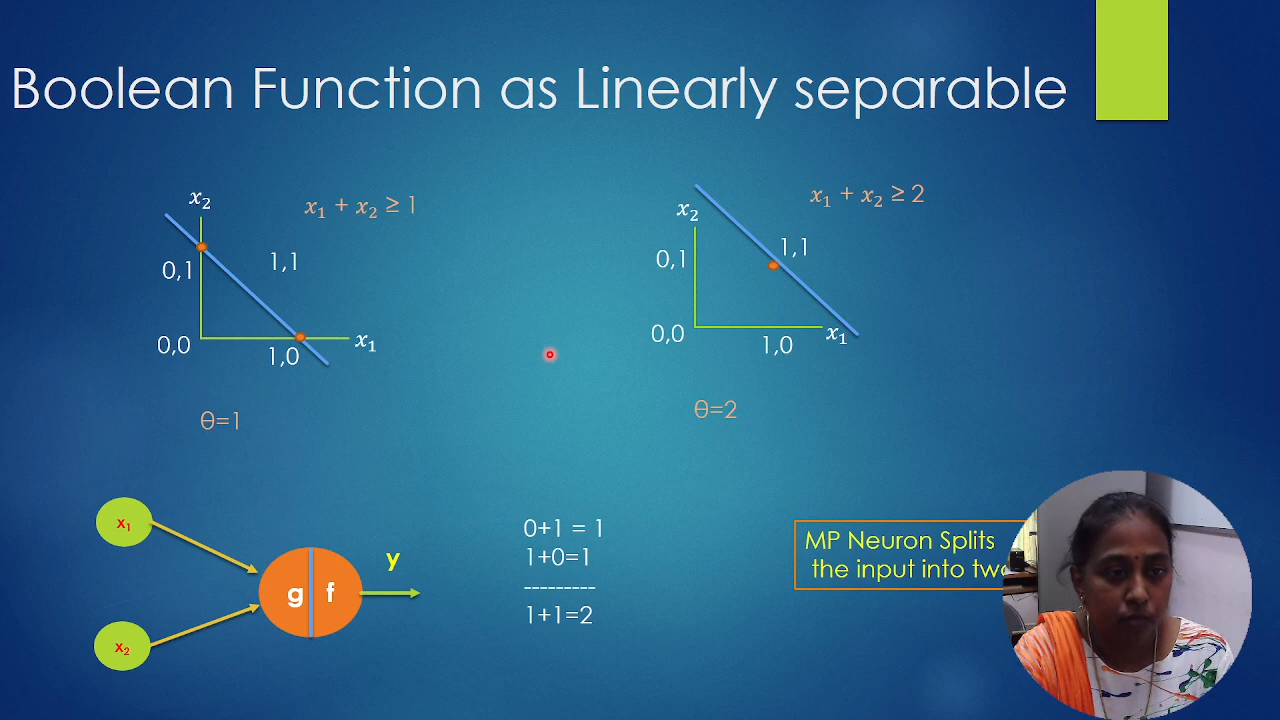 Boolean Function as Linearly separable
x₂
x₁ + x₂ ≥ 1
0,1
1,1
0,0
1,0
x₁
θ=1
x₂
x₁ + x₂ ≥ 2
0,1
1,1
0,0
1,0
x₁
θ=2
x₁
x₂
g
f
y
0+1 = 1
1+0=1
---------
1+1=2
MP Neuron Splits
the input into two